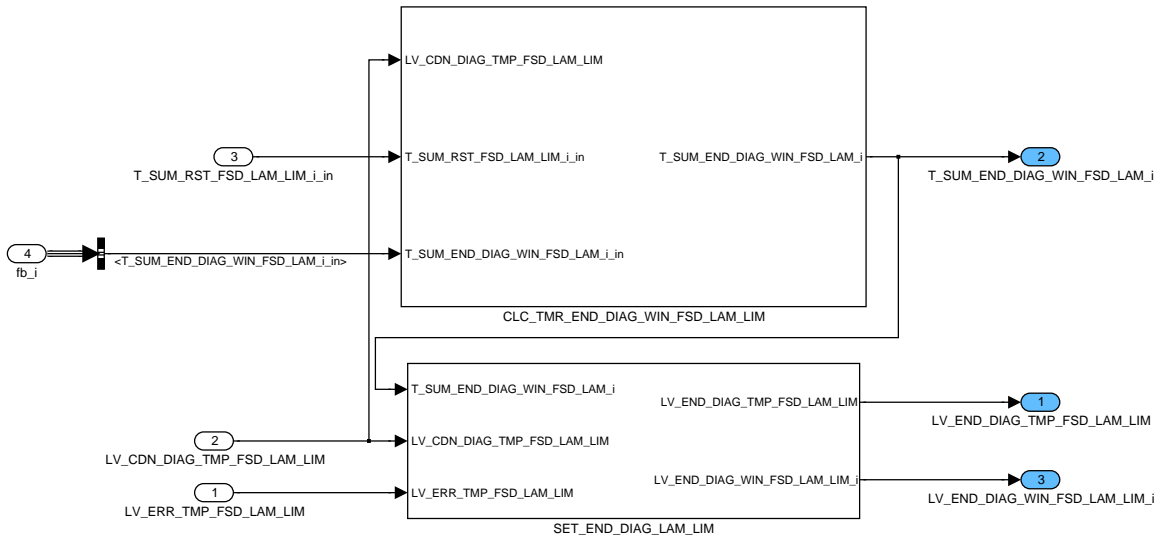 LV_CDN_DIAG_TMP_FSD_LAM_LIM
3
T_SUM_RST_FSD_LAM_LIM_i_in
T_SUM_RST_FSD_LAM_LIM_i_in
T_SUM_END_DIAG_WIN_FSD_LAM_i
2
T_SUM_END_DIAG_WIN_FSD_LAM_i
4
fb_i
<T_SUM_END_DIAG_WIN_FSD_LAM_i_in>
T_SUM_END_DIAG_WIN_FSD_LAM_i_in
CLC_TMR_END_DIAG_WIN_FSD_LAM_LIM
T_SUM_END_DIAG_WIN_FSD_LAM_i
LV_END_DIAG_TMP_FSD_LAM_LIM
1
LV_END_DIAG_TMP_FSD_LAM_LIM
2
LV_CDN_DIAG_TMP_FSD_LAM_LIM
LV_CDN_DIAG_TMP_FSD_LAM_LIM
1
LV_ERR_TMP_FSD_LAM_LIM
LV_ERR_TMP_FSD_LAM_LIM
LV_END_DIAG_WIN_FSD_LAM_LIM_i
3
LV_END_DIAG_WIN_FSD_LAM_LIM_i
SET_END_DIAG_LAM_LIM